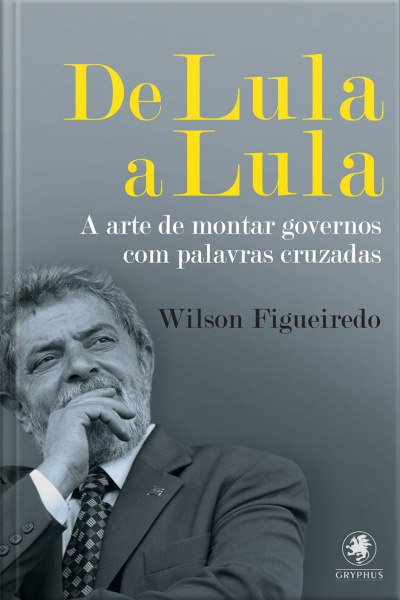 De Lula
a Lula
A arte de montar governos
com palavras cruzadas
Wilson Figueiredo
GRYPHUS